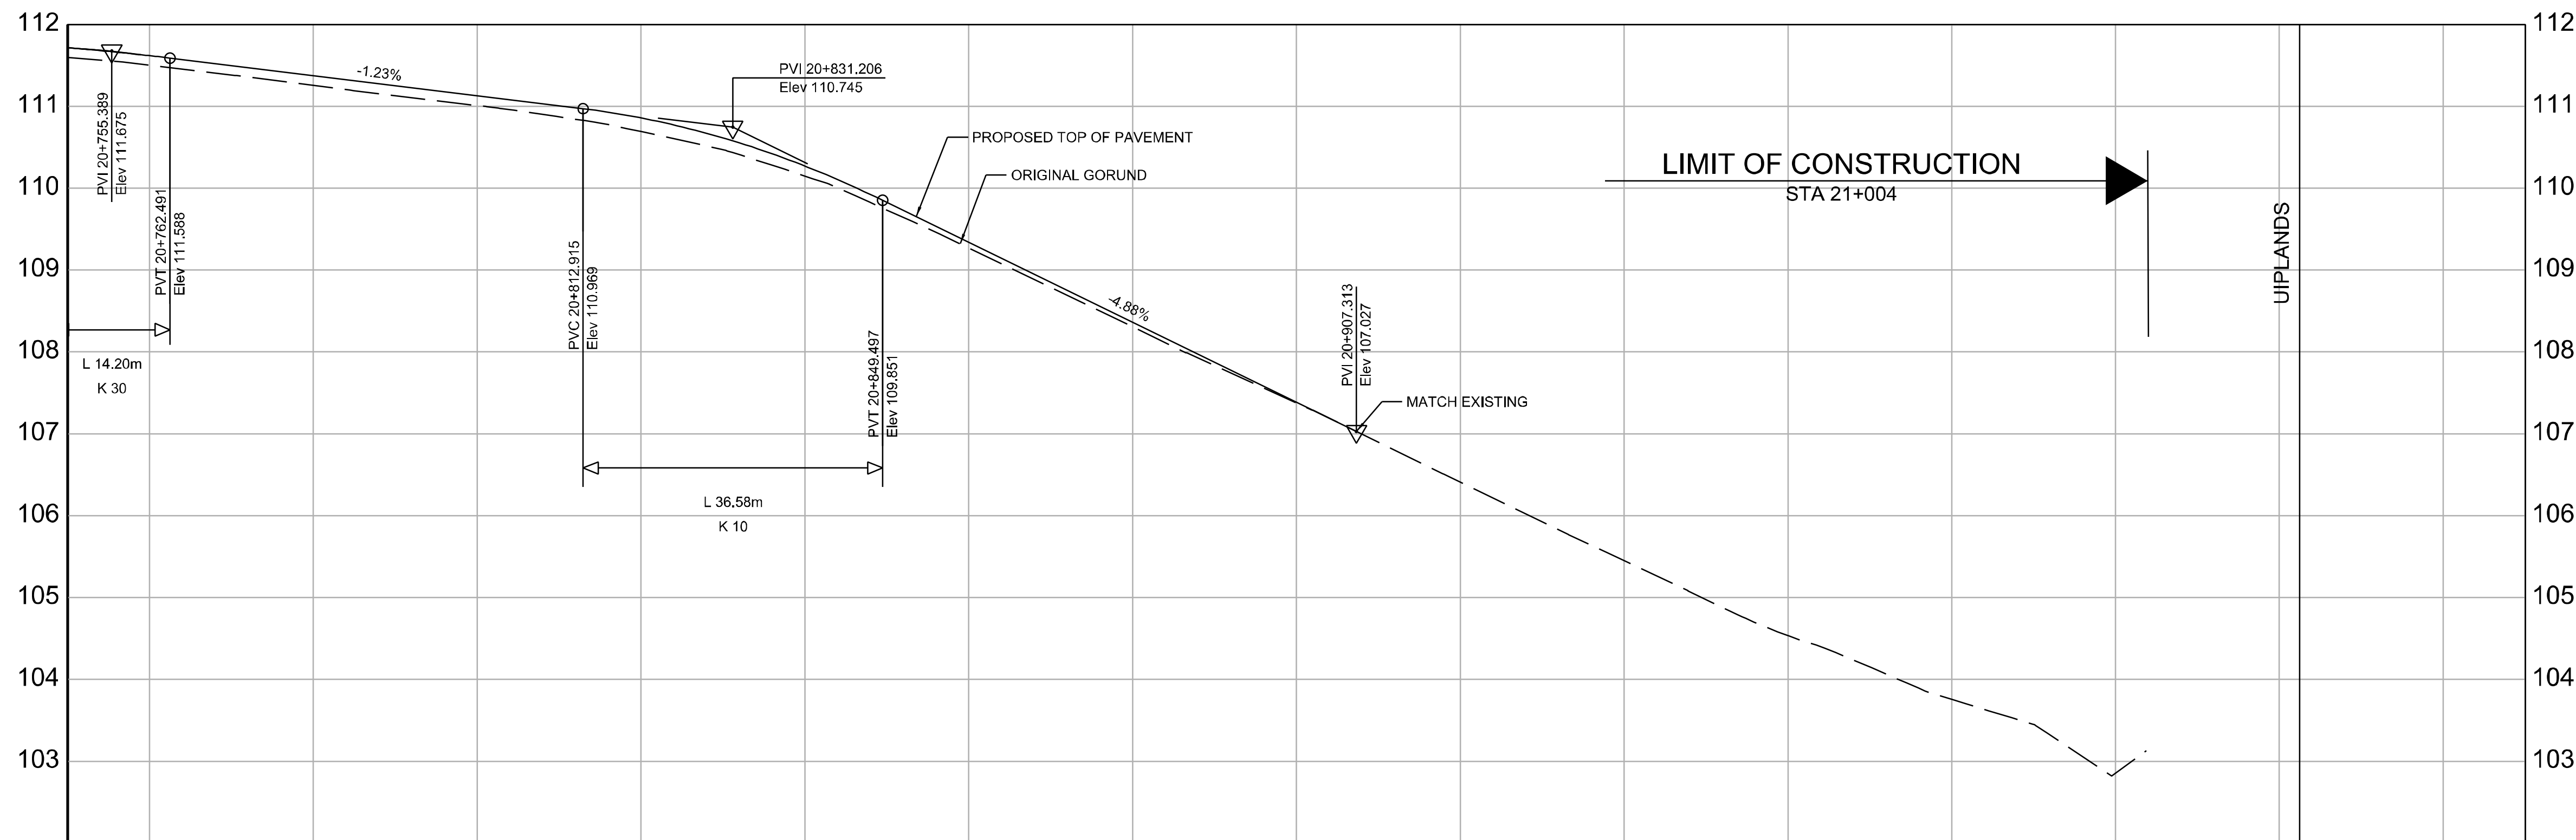 112
111
110
109
108
107
106
105
104
103
PVI 20+755.389
Elev 111.675
PVT 20+762.491
Elev 111.588
L 14.20m
K 30
-1.23%
PVC 20+812.915
Elev 110.969
PVI 20+831.206
Elev 110.745
PVT 20+849.497
Elev 109.851
L 36.58m
K 10
PROPOSED TOP OF PAVEMENT
ORIGINAL GORUND
-4.88%
PVI 20+907.313
Elev 107.027
MATCH EXISTING
LIMIT OF CONSTRUCTION
STA 21+004
UIPLANDS
112
111
110
109
108
107
106
105
104
103